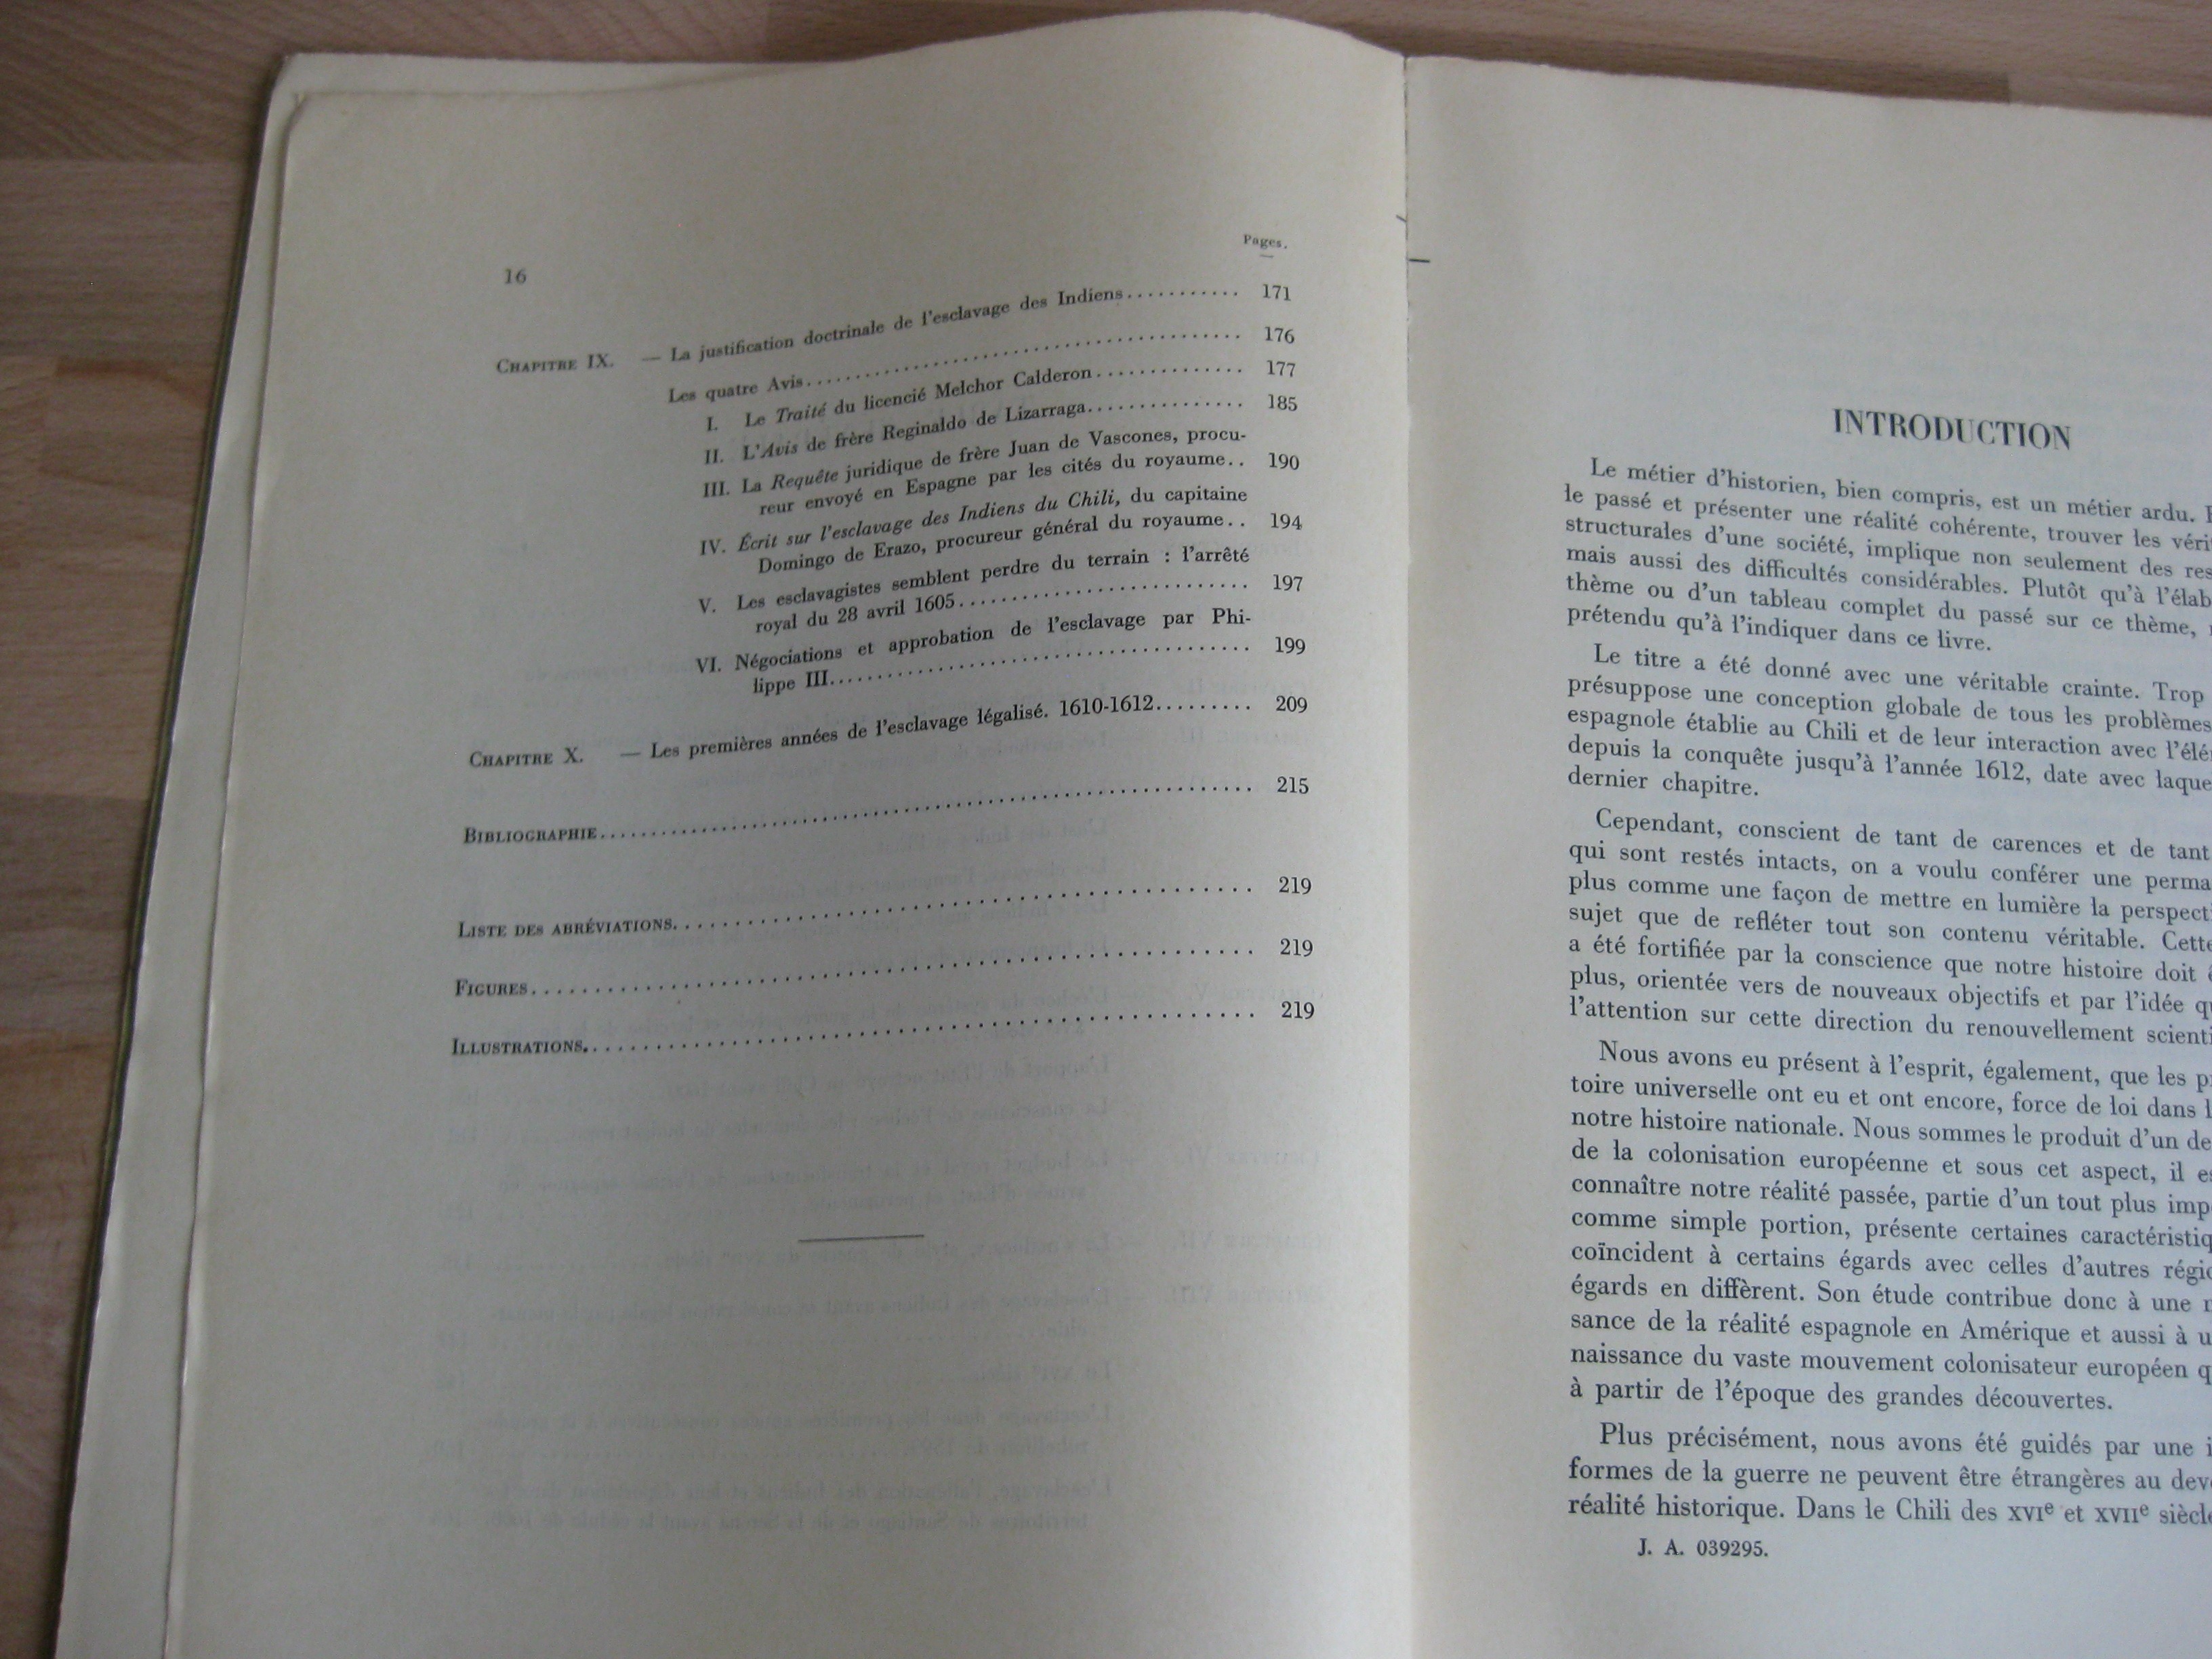 16
Pages.
CHAPITRE IX. — La justification doctrinale de l'esclavage des Indiens........... 171
Les quatre Avis.................................... 176
I. Le Traité du licencié Melchor Calderon.............. 177
II. L'Avis de frère Reginaldo de Lizarraga............... 185
III. La Requête juridique de frère Juan de Vascones, procu-
reur envoyé en Espagne par les cités du royaume.. 190
IV. Écrit sur l'esclavage des Indiens du Chili, du capitaine
Domingo de Erazo, procureur général du royaume.. 194
V. Les esclavagistes semblent perdre du terrain : l'arrêté
royal du 28 avril 1605.......................... 197
VI. Négociations et approbation de l'esclavage par Phi-
lippe III..................................... 199
CHAPITRE X. — Les premières années de l'esclavage légalisé. 1610-1612......... 209
BIBLIOGRAPHIE..................................................... 215
LISTE DES ABRÉVIATIONS............................................. 219
FIGURES........................................................ 219
ILLUSTRATIONS.................................................. 219
INTRODUCTION
Le métier d'historien, bien compris, est un métier ardu.
le passé et présenter une réalité cohérente, trouver les véri
structurales d'une société, implique non seulement des res
mais aussi des difficultés considérables. Plutôt qu'à l'élab
thème ou d'un tableau complet du passé sur ce thème,
prétendu qu'à l'indiquer dans ce livre.
Le titre a été donné avec une véritable crainte. Trop
présuppose une conception globale de tous les problèmes
espagnole établie au Chili et de leur interaction avec l'élé
depuis la conquête jusqu'à l'année 1612, date avec laque
dernier chapitre.
Cependant, conscient de tant de carences et de tant
qui sont restés intacts, on a voulu conférer une perma
plus comme une façon de mettre en lumière la perspecti
sujet que de refléter tout son contenu véritable. Cette
a été fortifiée par la conscience que notre histoire doit
plus, orientée vers de nouveaux objectifs et par l'idée q
l'attention sur cette direction du renouvellement scienti
Nous avons eu présent à l'esprit, également, que les p
toire universelle ont eu et ont encore, force de loi dans l
notre histoire nationale. Nous sommes le produit d'un de
de la colonisation européenne et sous cet aspect, il es
connaître notre réalité passée, partie d'un tout plus imp
comme simple portion, présente certaines caractéristiq
coïncident à certains égards avec celles d'autres régio
égards en diffèrent. Son étude contribue donc à une
sance de la réalité espagnole en Amérique et aussi à u
naissance du vaste mouvement colonisateur européen q
à partir de l'époque des grandes découvertes.
Plus précisément, nous avons été guidés par une i
formes de la guerre ne peuvent être étrangères au dev
réalité historique. Dans le Chili des XVIe et XVIIe siècle
J. A. 039295.